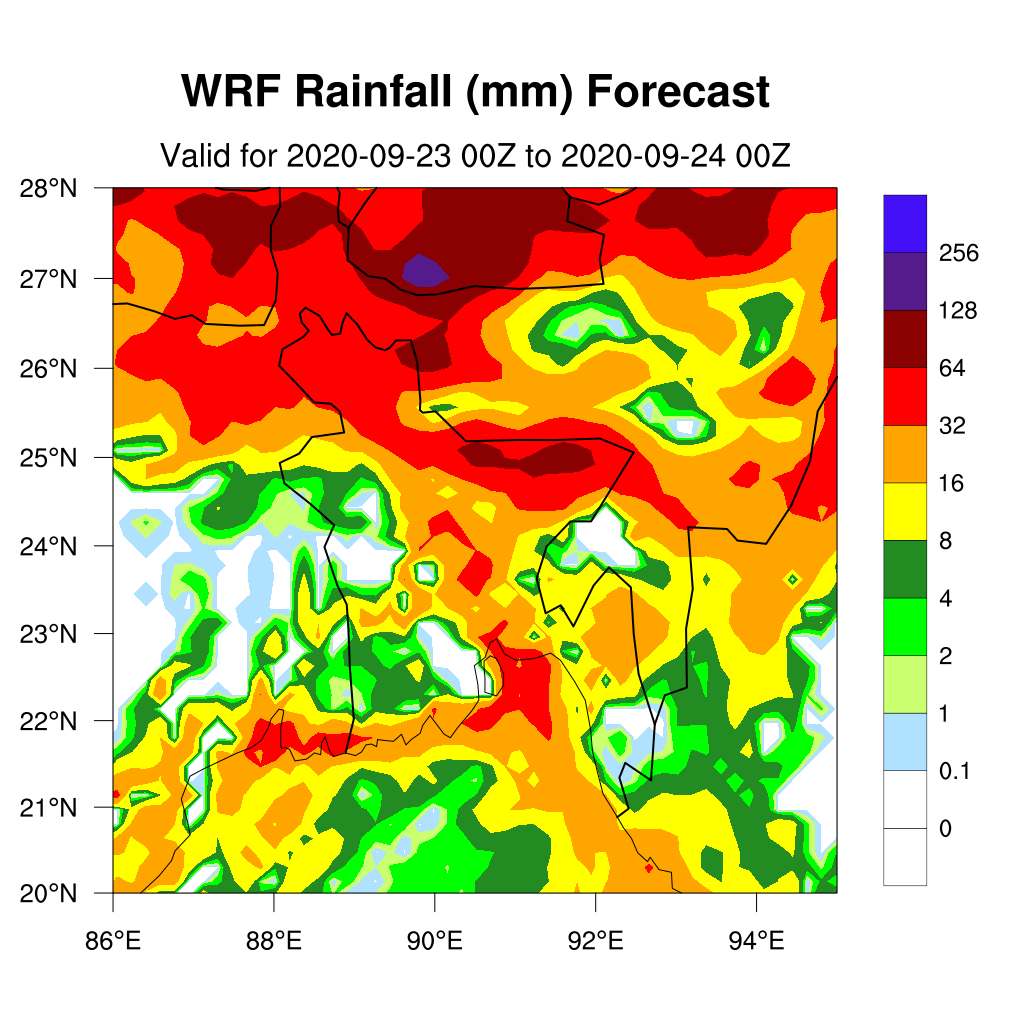 WRF Rainfall (mm) Forecast
Valid for 2020-09-23 00Z to 2020-09-24 00Z
28°N
27°N
26°N
25°N
24°N
23°N
22°N
21°N
20°N
86°E 88°E 90°E 92°E 94°E
256
128
64
32
16
8
4
2
1
0.1
0